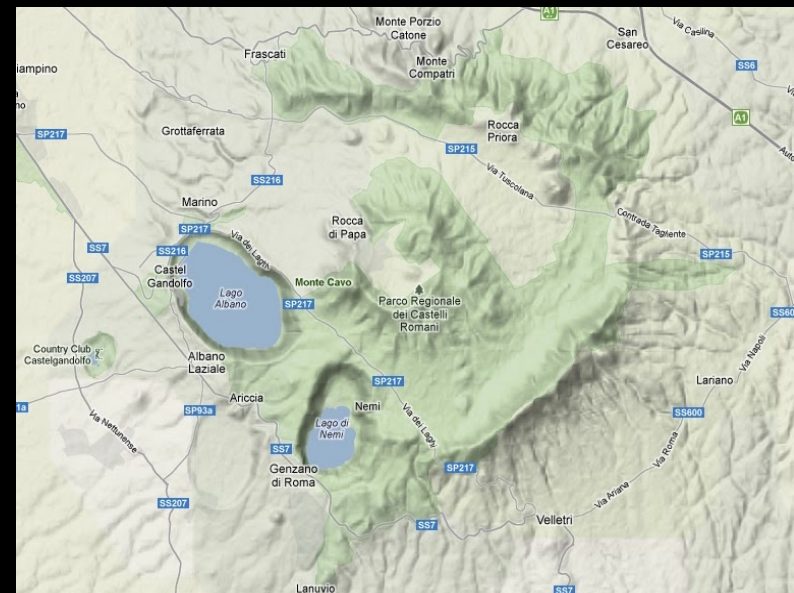 Monte Porzio
Catone
A1
Via Casilina
San
Cesareo
Frascati
Monte
Compatri
SS6
iampino
A1
Grottaferrata
Rocca
Priora
SP217
SP215
SS216
Via Tuscolana
Marino
Rocca
di Papa
Contrada Tagliente
SP217
Via dei Laghi
SS7
SS216
SP215
SS207
Castel
Gandolfo
Monte Cavo
Lago
Albano
SP217
Parco Regionale
dei Castelli
Romani
SS60
Country Club
Castelgandolfo
Via Napoli
Albano
Laziale
SP217
Lariano
Ariccia
1a
SP93a
Nemi
Via dei Laghi
SS600
Via Nettunense
Lago di
Nemi
SS7
Via Roma
Genzano
di Roma
SP217
Via Ariana
SS207
SS7
Velletri
Lanuvio
SS7